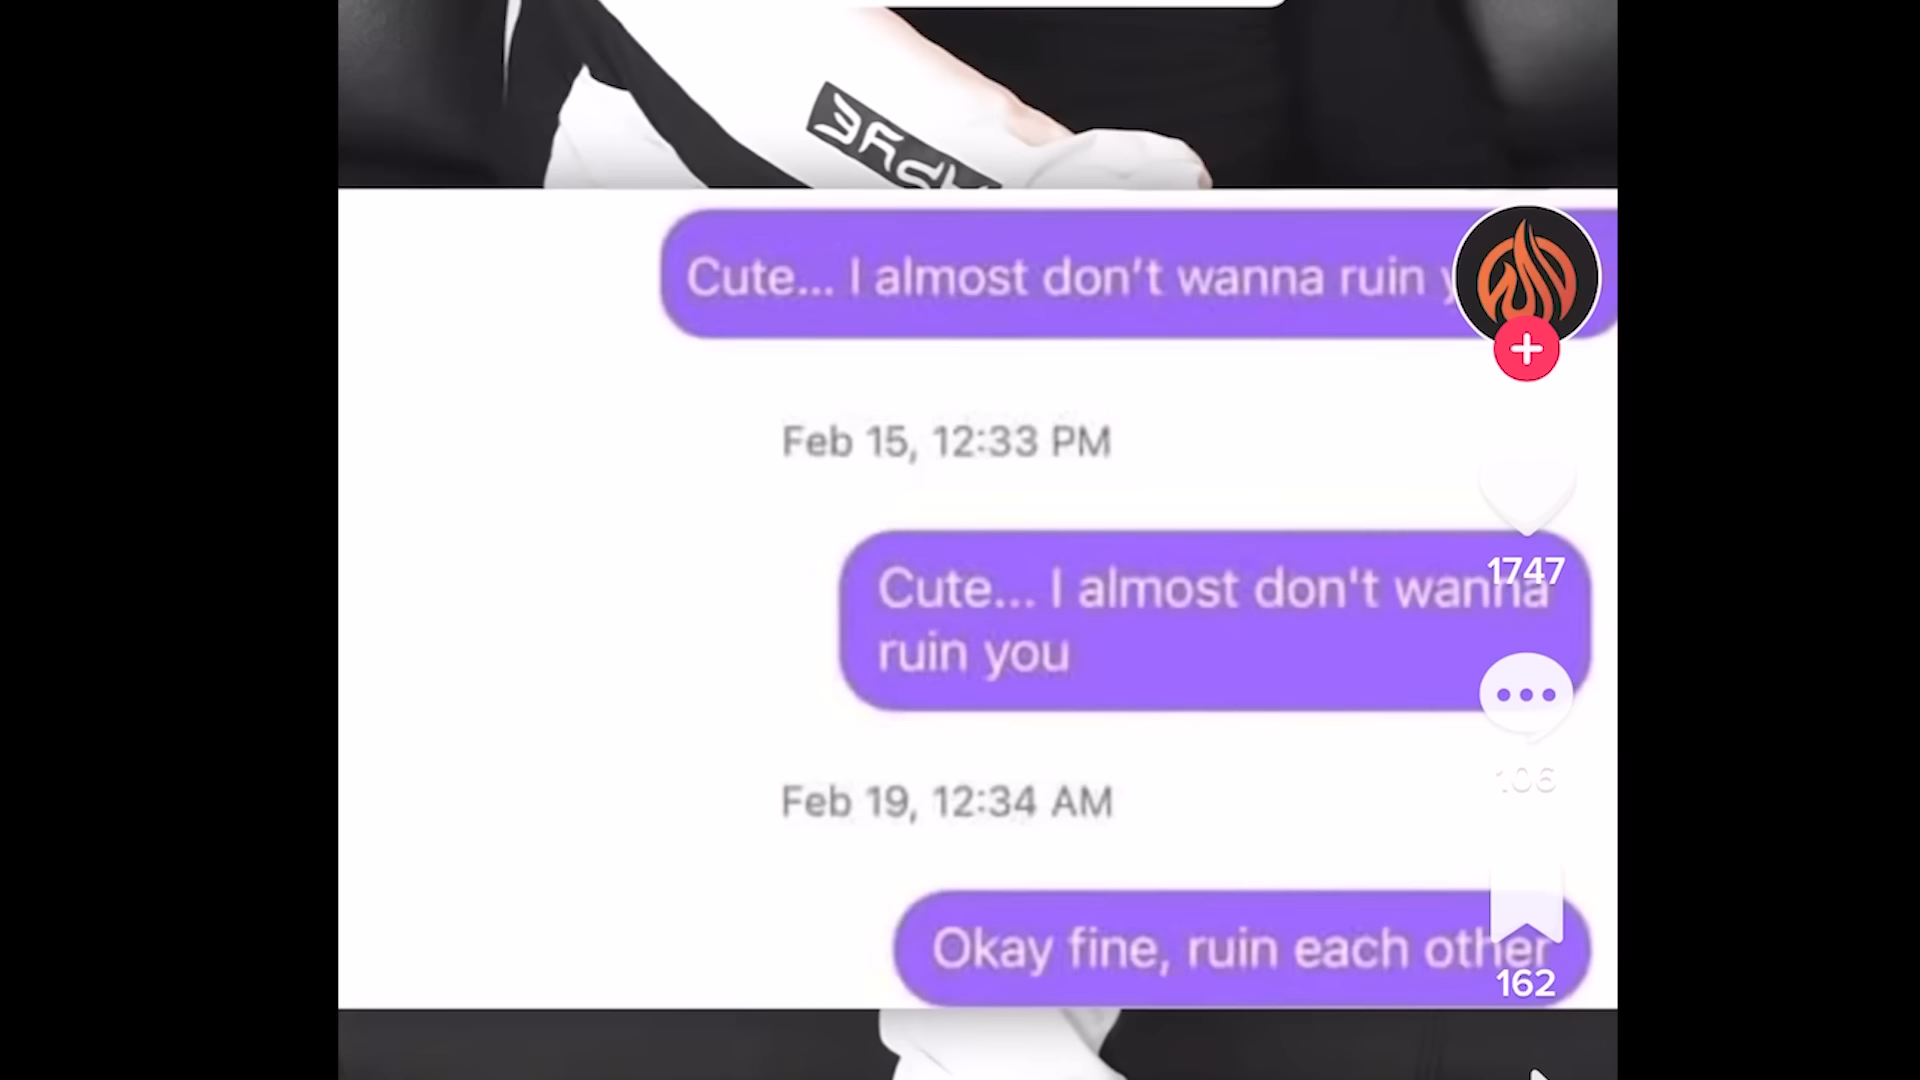 Cute... I almost don't wanna ruin
Feb 15, 12:33 PM
1747
Cute... I almost don't wanna
ruin you
106
Feb 19, 12:34 AM
Okay fine, ruin each other
162